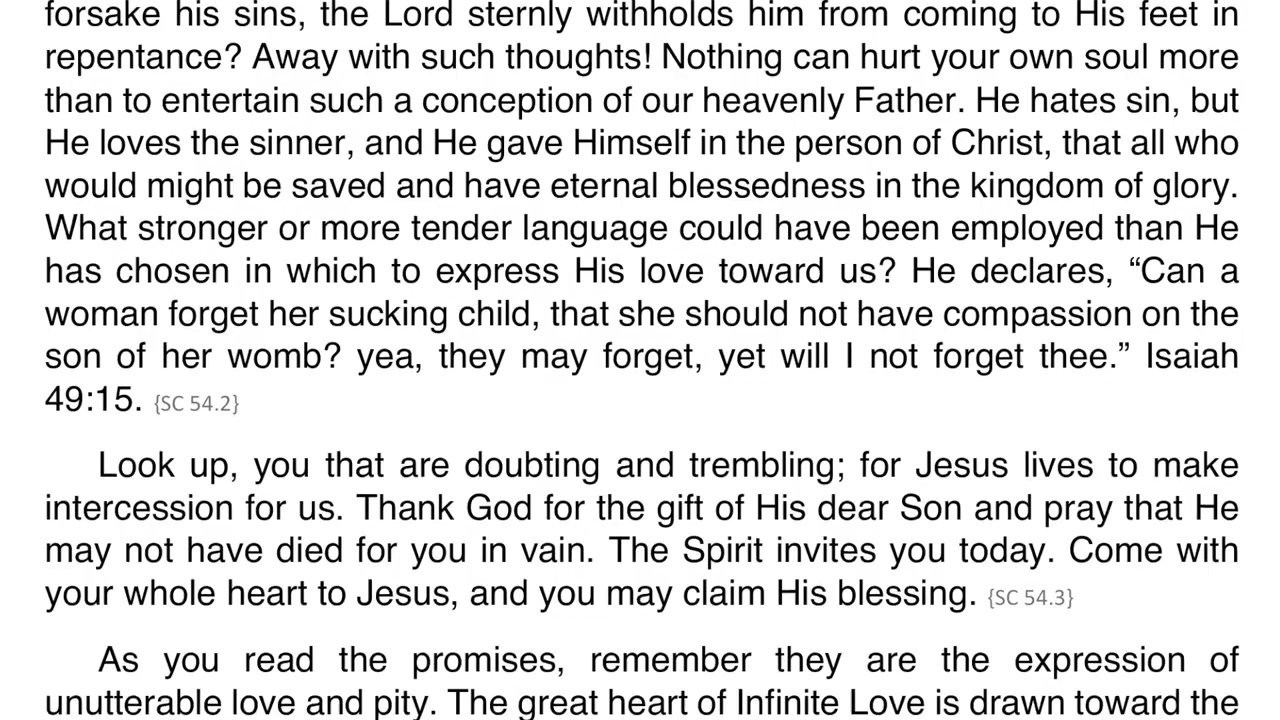 forsake his sins, the Lord sternly withholds him from coming to His feet in
repentance? Away with such thoughts! Nothing can hurt your own soul more
than to entertain such a conception of our heavenly Father. He hates sin, but
He loves the sinner, and He gave Himself in the person of Christ, that all who
would might be saved and have eternal blessedness in the kingdom of glory.
What stronger or more tender language could have been employed than He
has chosen in which to express His love toward us? He declares, “Can a
woman forget her sucking child, that she should not have compassion on the
son of her womb? yea, they may forget, yet will I not forget thee.” Isaiah
49:15. {SC 54.2}
Look up, you that are doubting and trembling; for Jesus lives to make
intercession for us. Thank God for the gift of His dear Son and pray that He
may not have died for you in vain. The Spirit invites you today. Come with
your whole heart to Jesus, and you may claim His blessing. {SC 54.3}
As you read the promises, remember they are the expression of
unutterable love and pity. The great heart of Infinite Love is drawn toward the